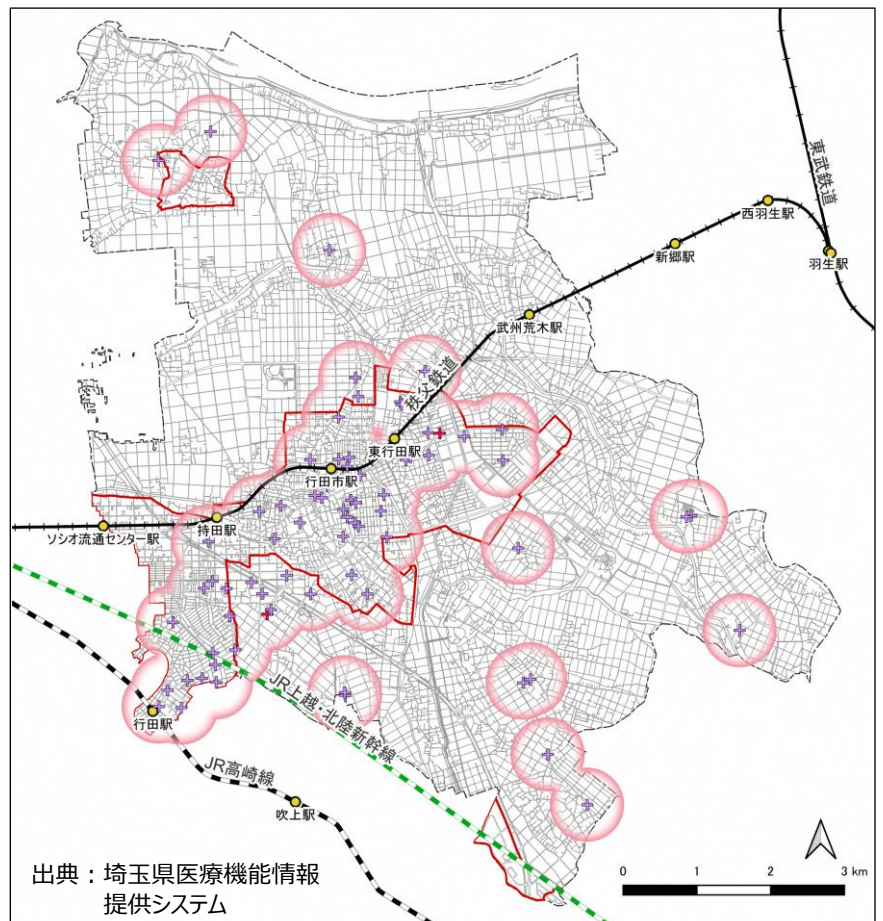 東武鉄道
西羽生駅
新郷駅
羽生駅
武州荒木駅
秩父鉄道
東行田駅
行田市駅
持田駅
ソシオ流通センター駅
JR上越・北陸新幹線
行田駅
JR高崎線
吹上駅
出典：埼玉県医療機能情報
提供システム
0 1 2 3 km